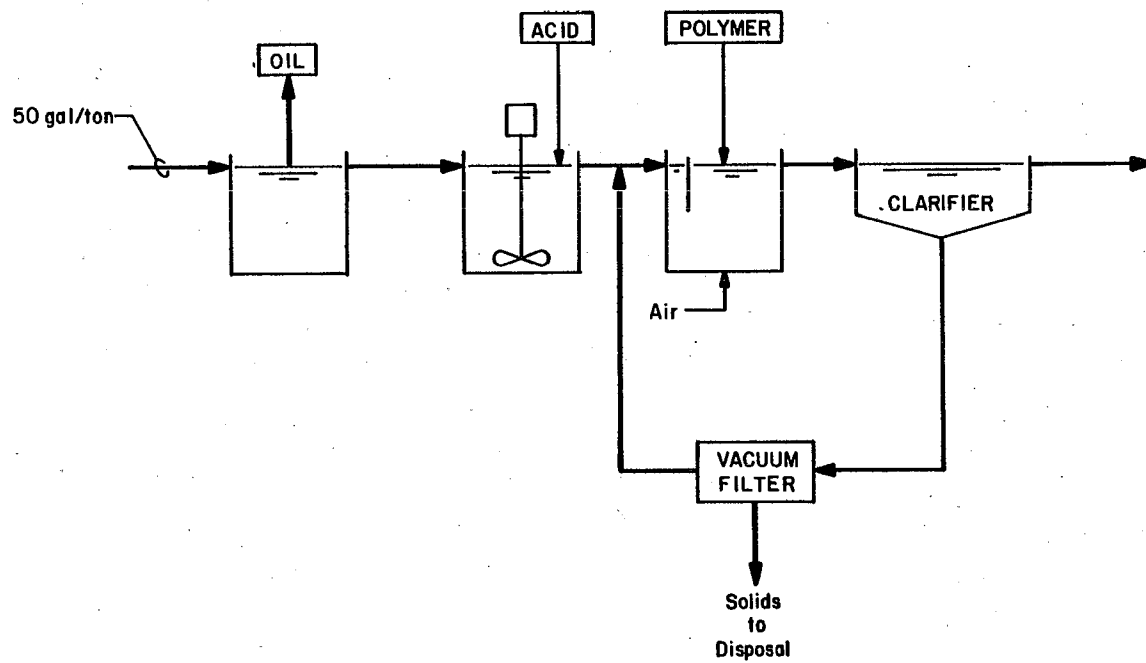 ACID
POLYMER
OIL
50 gal/ton
CLARIFIER
Air
VACUUM
FILTER
Solids
to
Disposal